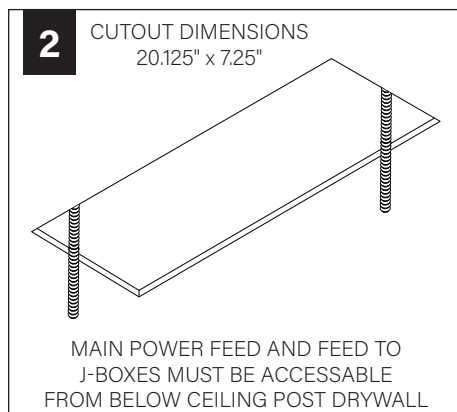 2
CUTOUT DIMENSIONS
20.125" x 7.25"
MAIN POWER FEED AND FEED TO
J-BOXES MUST BE ACCESSABLE
FROM BELOW CEILING POST DRYWALL